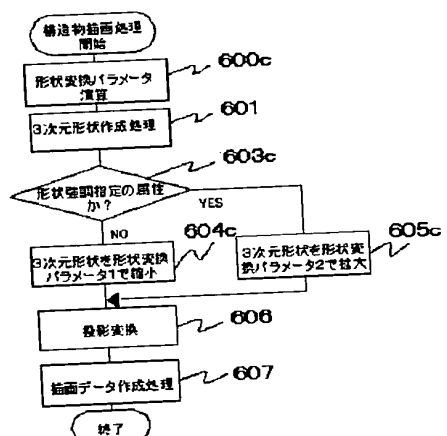 構造物描画処理
開始
形状変換パラメータ
演算
600c
3次元形状作成処理
601
形状強調指定の属性
か？
603c
YES
NO
3次元形状を形状変換
パラメータ1で縮小
604c
3次元形状を形状変
換パラメータ2で拡大
605c
投影変換
606
描画データ作成処理
607
終了